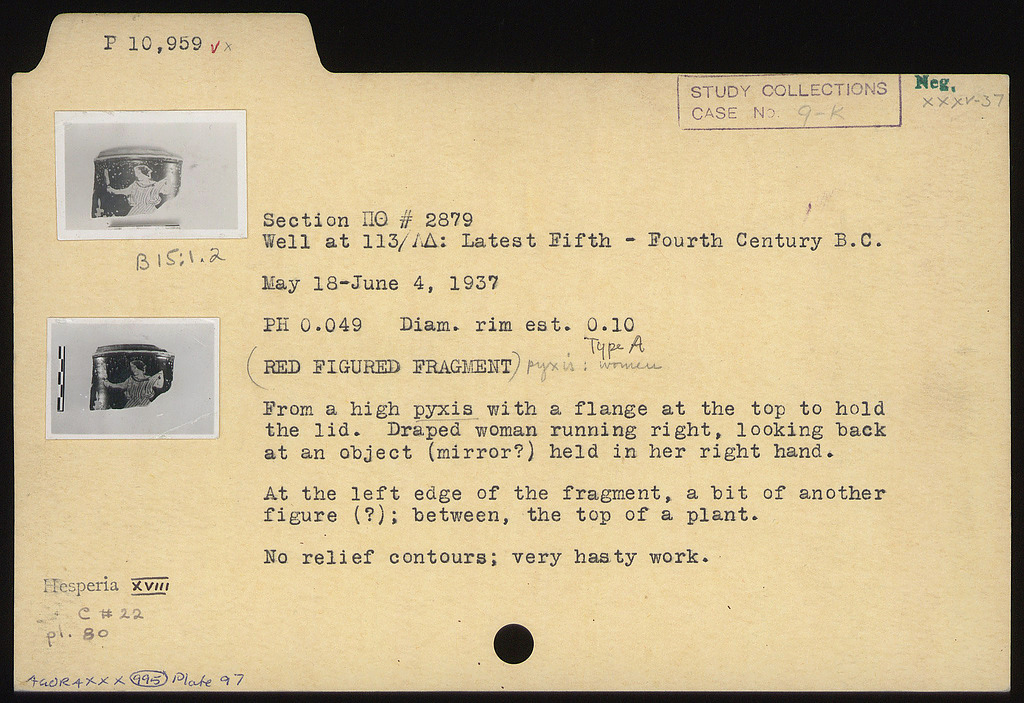 P 10,959 √x
STUDY COLLECTIONS
CASE No. 9-K
Neg.
XXXV-37
B15:1.2
Section ΠΘ # 2879
Well at 113/ΛΔ: Latest Fifth - Fourth Century B.C.
May 18-June 4, 1937
PH 0.049   Diam. rim est. 0.10
Type A
(RED FIGURED FRAGMENT) pyxis: women
From a high pyxis with a flange at the top to hold
the lid. Draped woman running right, looking back
at an object (mirror?) held in her right hand.
At the left edge of the fragment, a bit of another
figure (?); between, the top of a plant.
No relief contours; very hasty work.
Hesperia XVIII
C # 22
pl. 80
AGORA XXX 995 Plate 97